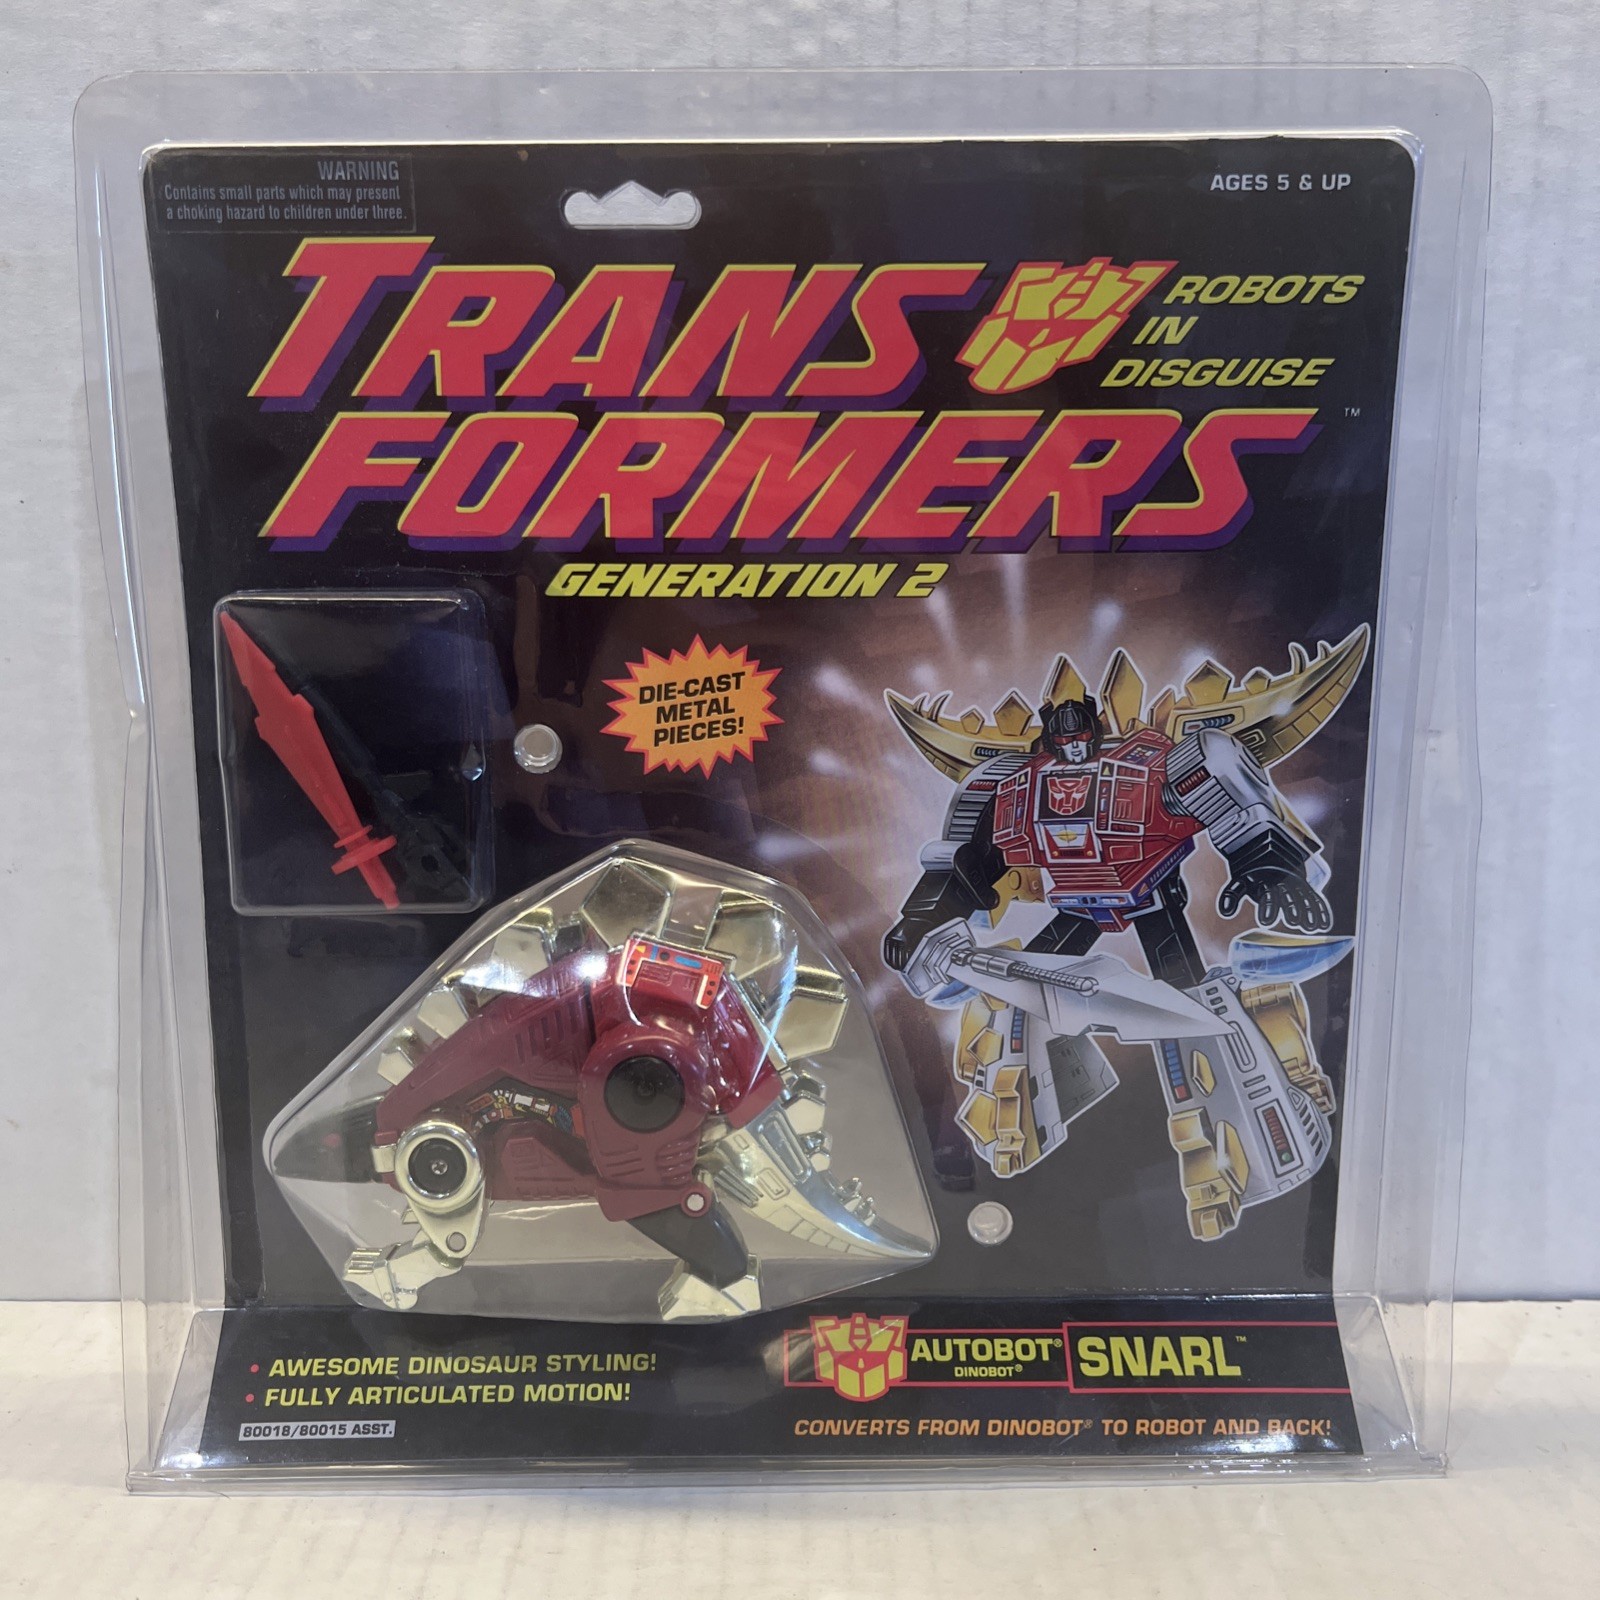 WARNING
Contains small parts which may present
a choking hazard to children under three.
AGES 5 & UP
TRANS
FORMERS
ROBOTS
IN
DISGUISE
™
GENERATION 2
DIE-CAST
METAL
PIECES!
• AWESOME DINOSAUR STYLING!
• FULLY ARTICULATED MOTION!
80018/80015 ASST.
AUTOBOT®
DINOBOT®
SNARL™
CONVERTS FROM DINOBOT® TO ROBOT AND BACK!